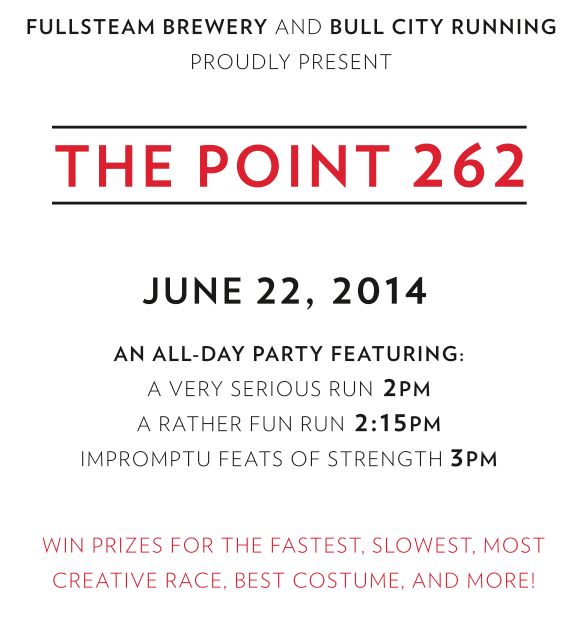 FULLSTEAM BREWERY AND BULL CITY RUNNING
PROUDLY PRESENT
THE POINT 262
JUNE 22, 2014
AN ALL-DAY PARTY FEATURING:
A VERY SERIOUS RUN 2PM
A RATHER FUN RUN 2:15PM
IMPROMPTU FEATS OF STRENGTH 3PM
WIN PRIZES FOR THE FASTEST, SLOWEST, MOST
CREATIVE RACE, BEST COSTUME, AND MORE!